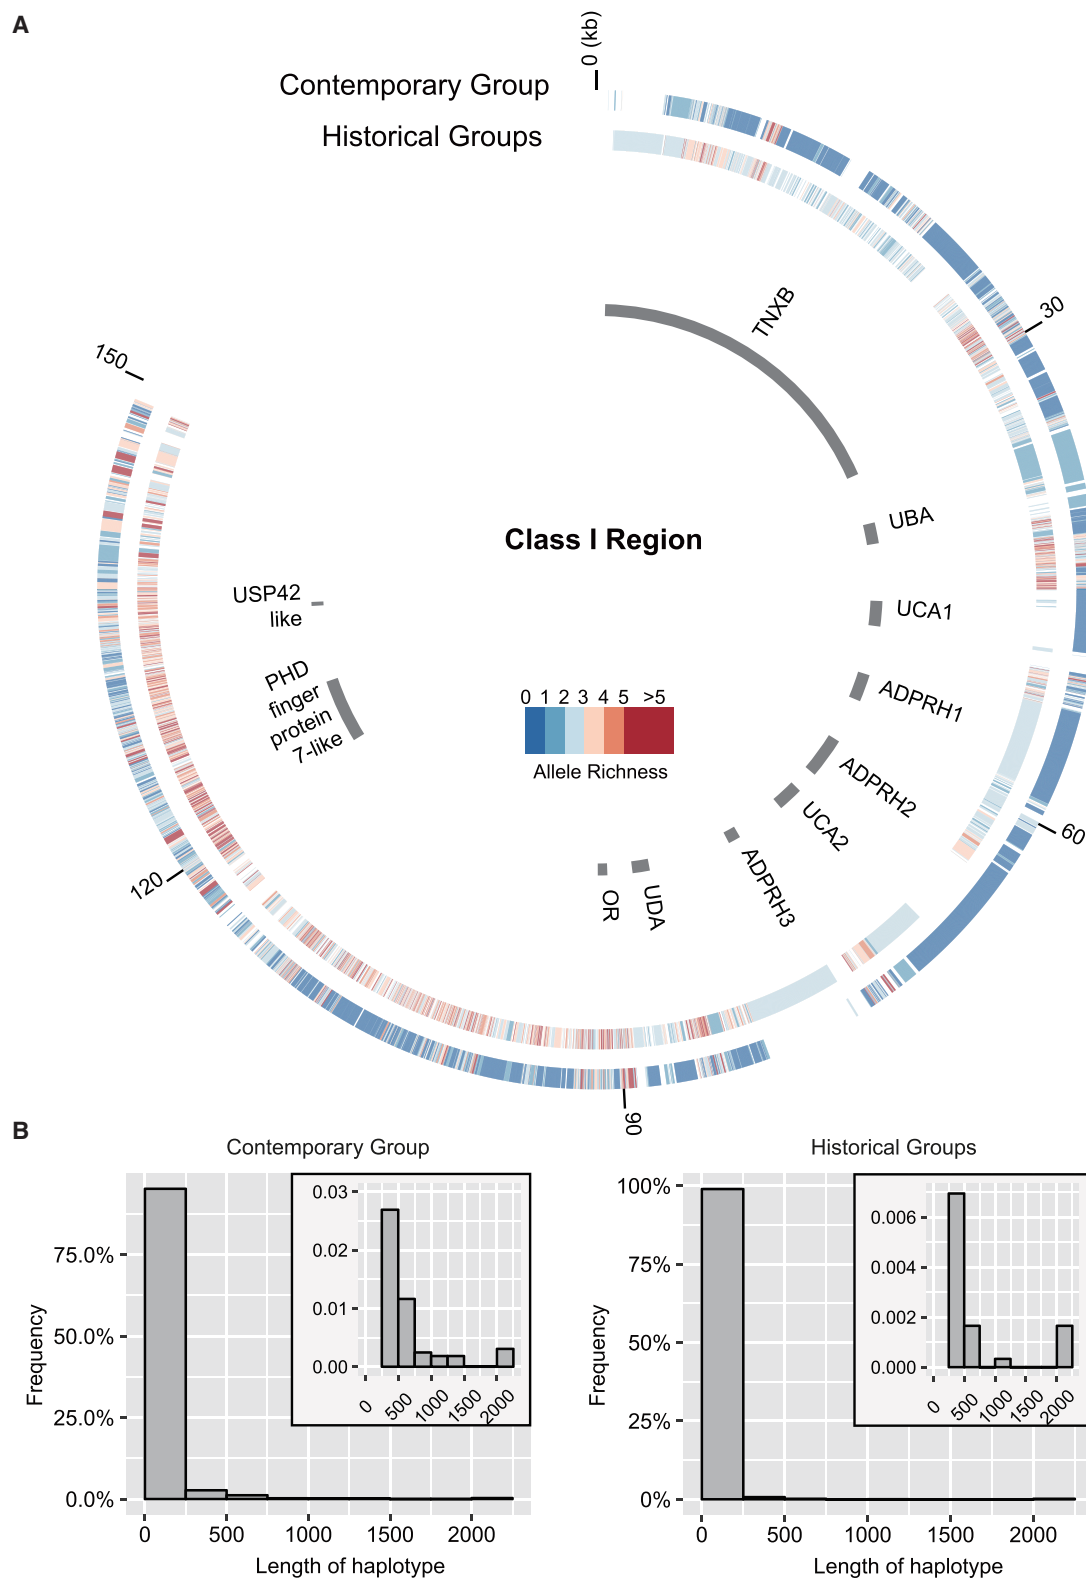 A
0 (kb)
Contemporary Group
Historical Groups
30
TNXB
150
UBA
Class I Region
USP42
like
UCA1
PHD
finger
protein
7-like
ADPRH1
0 1 2 3 4 5 >5
Allele Richness
ADPRH2
UCA2
60
ADPRH3
120
OR
UDA
90
B
Contemporary Group
Historical Groups
Frequency
75.0%
50.0%
25.0%
0.0%
0.03
0.02
0.01
0.00
0 500 1000 1500 2000
0 500 1000 1500 2000
Length of haplotype
Frequency
100%
75%
50%
25%
0%
0.006
0.004
0.002
0.000
0 500 1000 1500 2000
0 500 1000 1500 2000
Length of haplotype